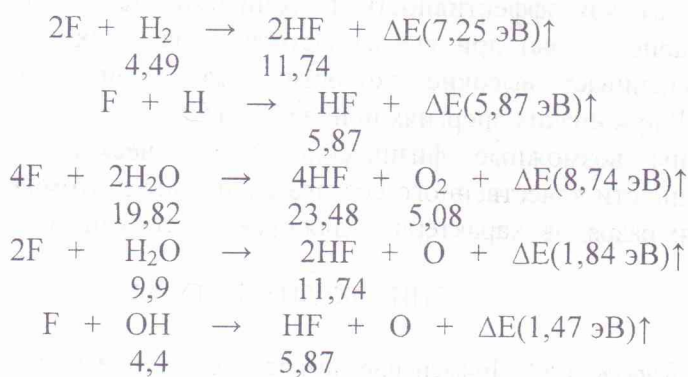 2F + H₂ → 2HF + ΔE(7,25 эВ)↑
4,49 11,74
F + H → HF + ΔE(5,87 эВ)↑
5,87
4F + 2H₂O → 4HF + O₂ + ΔE(8,74 эВ)↑
19,82 23,48 5,08
2F + H₂O → 2HF + O + ΔE(1,84 эВ)↑
9,9 11,74
F + OH → HF + O + ΔE(1,47 эВ)↑
4,4 5,87